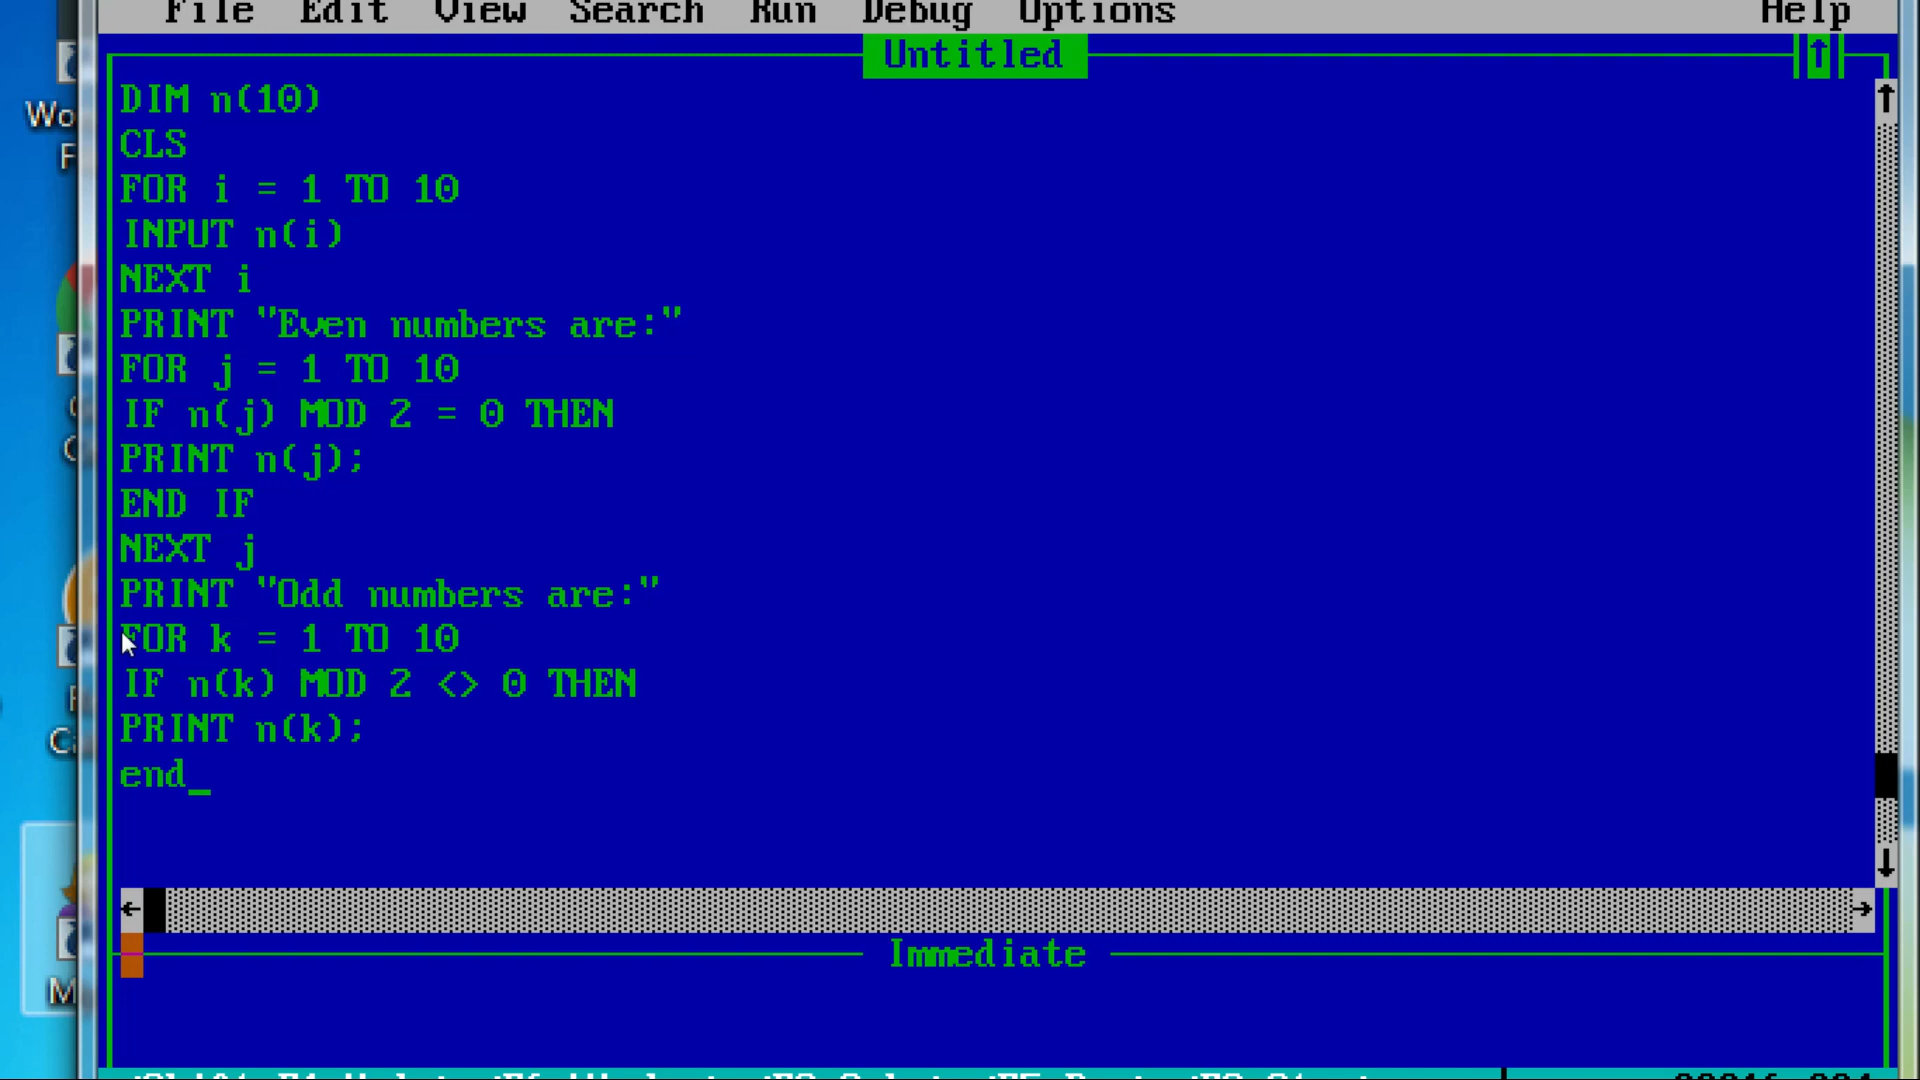 File Edit View Search Run Debug Options Help
Untitled
DIM n(10)
CLS
FOR i = 1 TO 10
INPUT n(i)
NEXT i
PRINT "Even numbers are:"
FOR j = 1 TO 10
IF n(j) MOD 2 = 0 THEN
PRINT n(j);
END IF
NEXT j
PRINT "Odd numbers are:"
FOR k = 1 TO 10
IF n(k) MOD 2 <> 0 THEN
PRINT n(k);
end_
Immediate